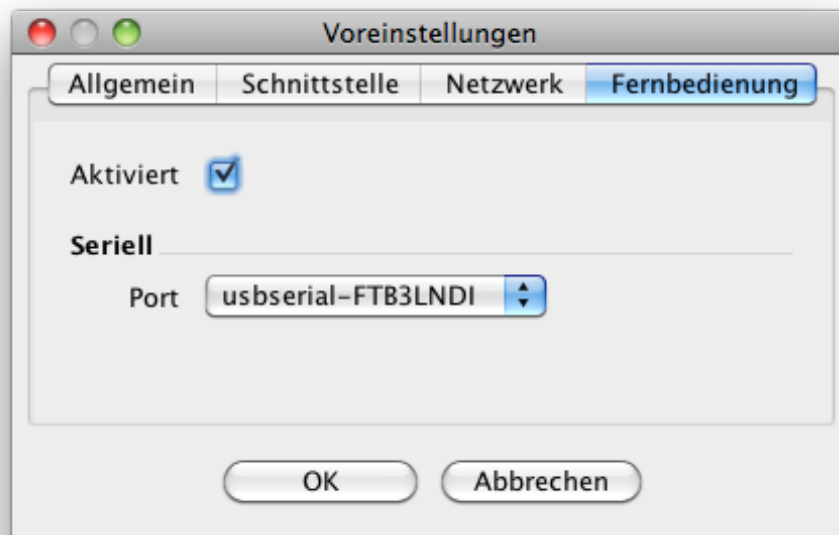 Voreinstellungen
Allgemein Schnittstelle Netzwerk Fernbedienung
Aktiviert
Seriell
Port usbserial-FTB3LNDI
OK Abbrechen